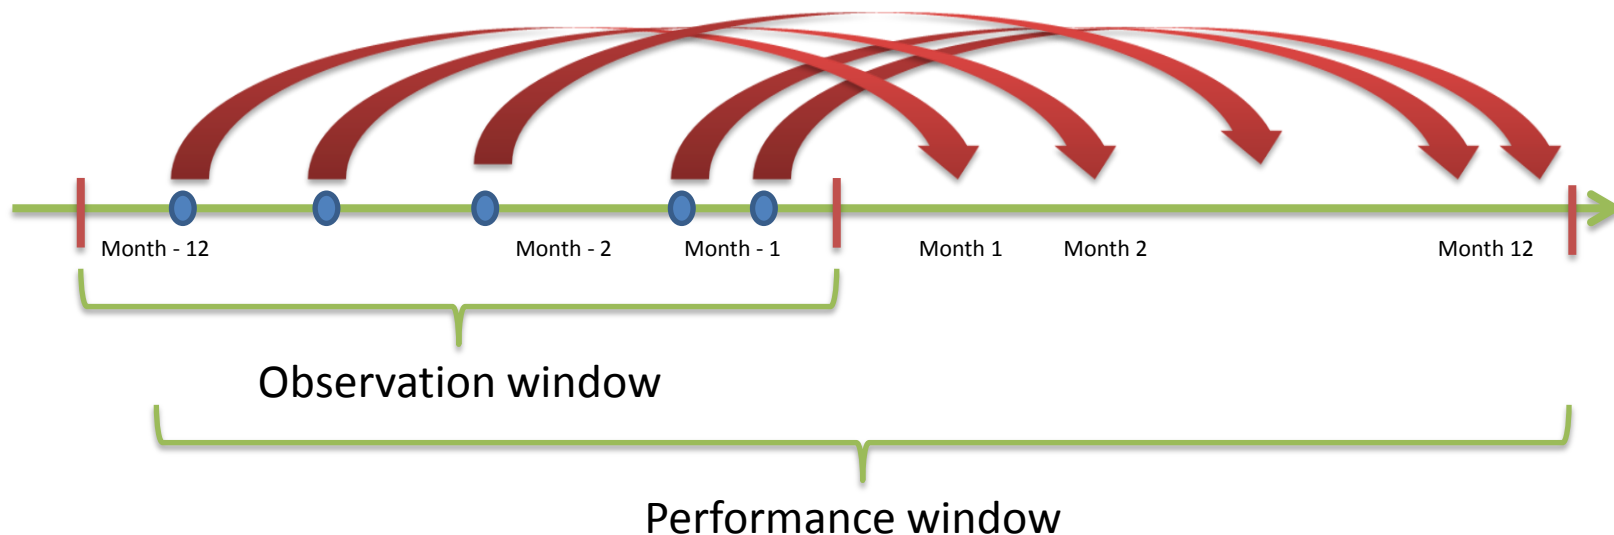 Month - 12
Month - 2
Month - 1
Month 1
Month 2
Month 12
Observation window
Performance window